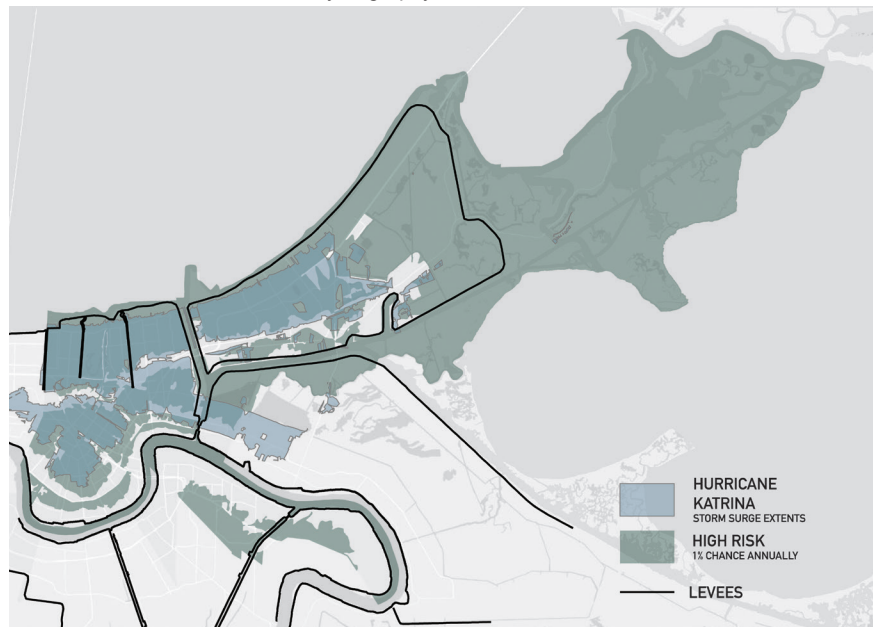 HURRICANE
KATRINA
STORM SURGE EXTENTS
HIGH RISK
1% CHANCE ANNUALLY
LEVEES